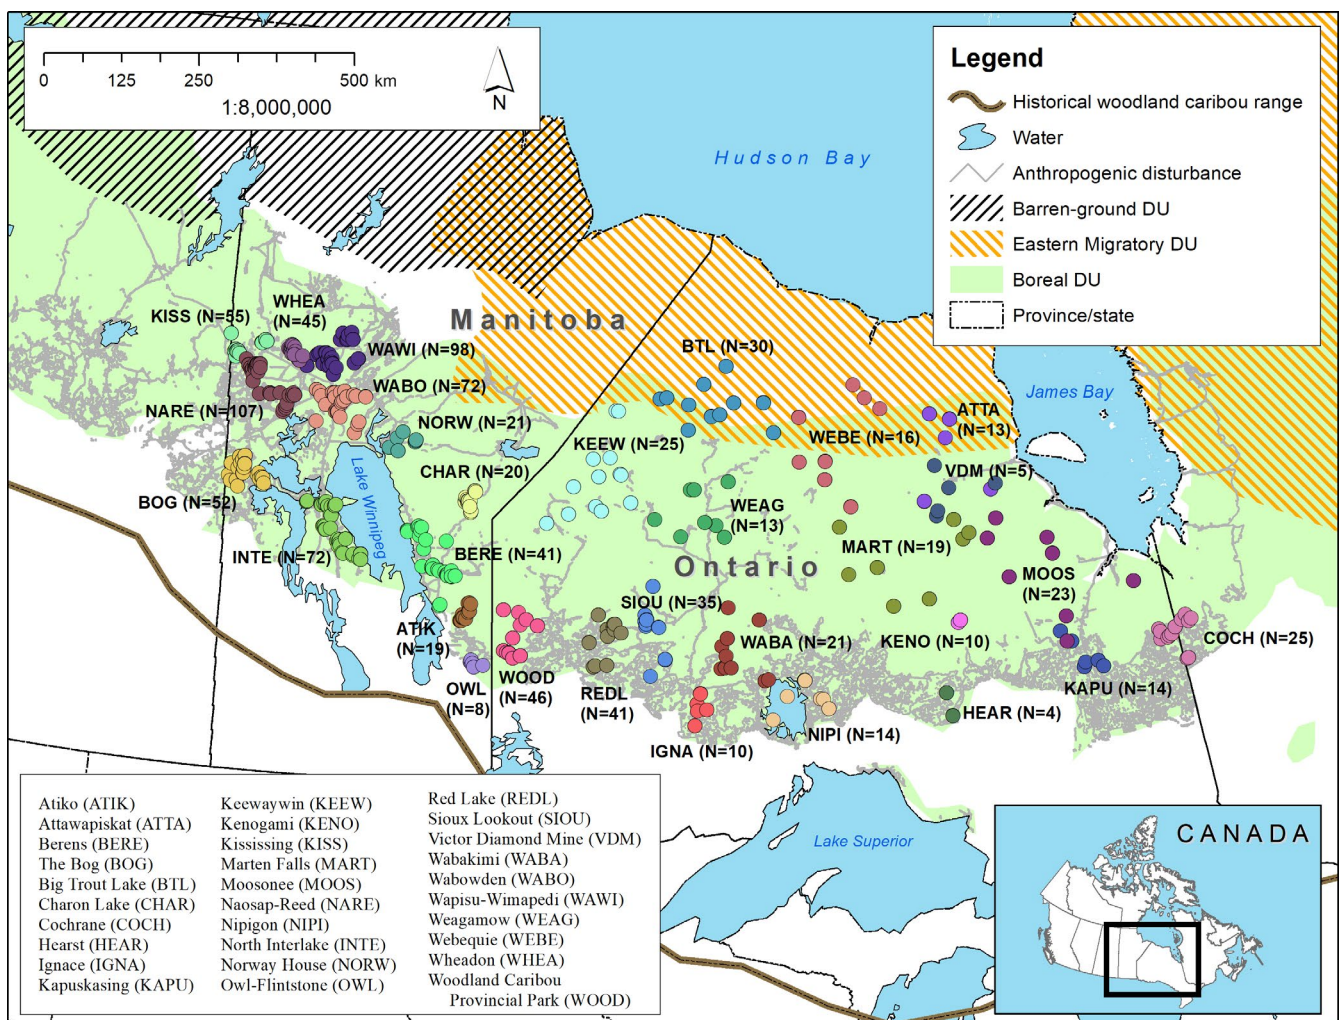 0 125 250 500 km
1:8,000,000
N
Legend
Historical woodland caribou range
Water
Anthropogenic disturbance
Barren-ground DU
Eastern Migratory DU
Boreal DU
Province/state
Hudson Bay
James Bay
Manitoba
Ontario
Lake Winnipeg
Lake Superior
KISS (N=55)
WHEA
(N=45)
WAWI (N=98)
WABO (N=72)
NARE (N=107)
NORW (N=21)
CHAR (N=20)
BOG (N=52)
INTE (N=72)
BERE (N=41)
ATIK
(N=19)
OWL
(N=8)
WOOD
(N=46)
BTL (N=30)
KEEW (N=25)
WEBE (N=16)
ATTA
(N=13)
VDM (N=5)
WEAG
(N=13)
MART (N=19)
MOOS
(N=23)
SIOU (N=35)
WABA (N=21)
KENO (N=10)
COCH (N=25)
KAPU (N=14)
REDL
(N=41)
HEAR (N=4)
IGNA (N=10)
NIPI (N=14)
Atiko (ATIK)
Attawapiskat (ATTA)
Berens (BERE)
The Bog (BOG)
Big Trout Lake (BTL)
Charon Lake (CHAR)
Cochrane (COCH)
Hearst (HEAR)
Ignace (IGNA)
Kapuskasing (KAPU)
Keewaywin (KEEW)
Kenogami (KENO)
Kississing (KISS)
Marten Falls (MART)
Moosonee (MOOS)
Naosap-Reed (NARE)
Nipigon (NIPI)
North Interlake (INTE)
Norway House (NORW)
Owl-Flintstone (OWL)
Red Lake (REDL)
Sioux Lookout (SIOU)
Victor Diamond Mine (VDM)
Wabakimi (WABA)
Wabowden (WABO)
Wapisu-Wimapedi (WAWI)
Weagamow (WEAG)
Webequie (WEBE)
Wheadon (WHEA)
Woodland Caribou
Provincial Park (WOOD)
CANADA